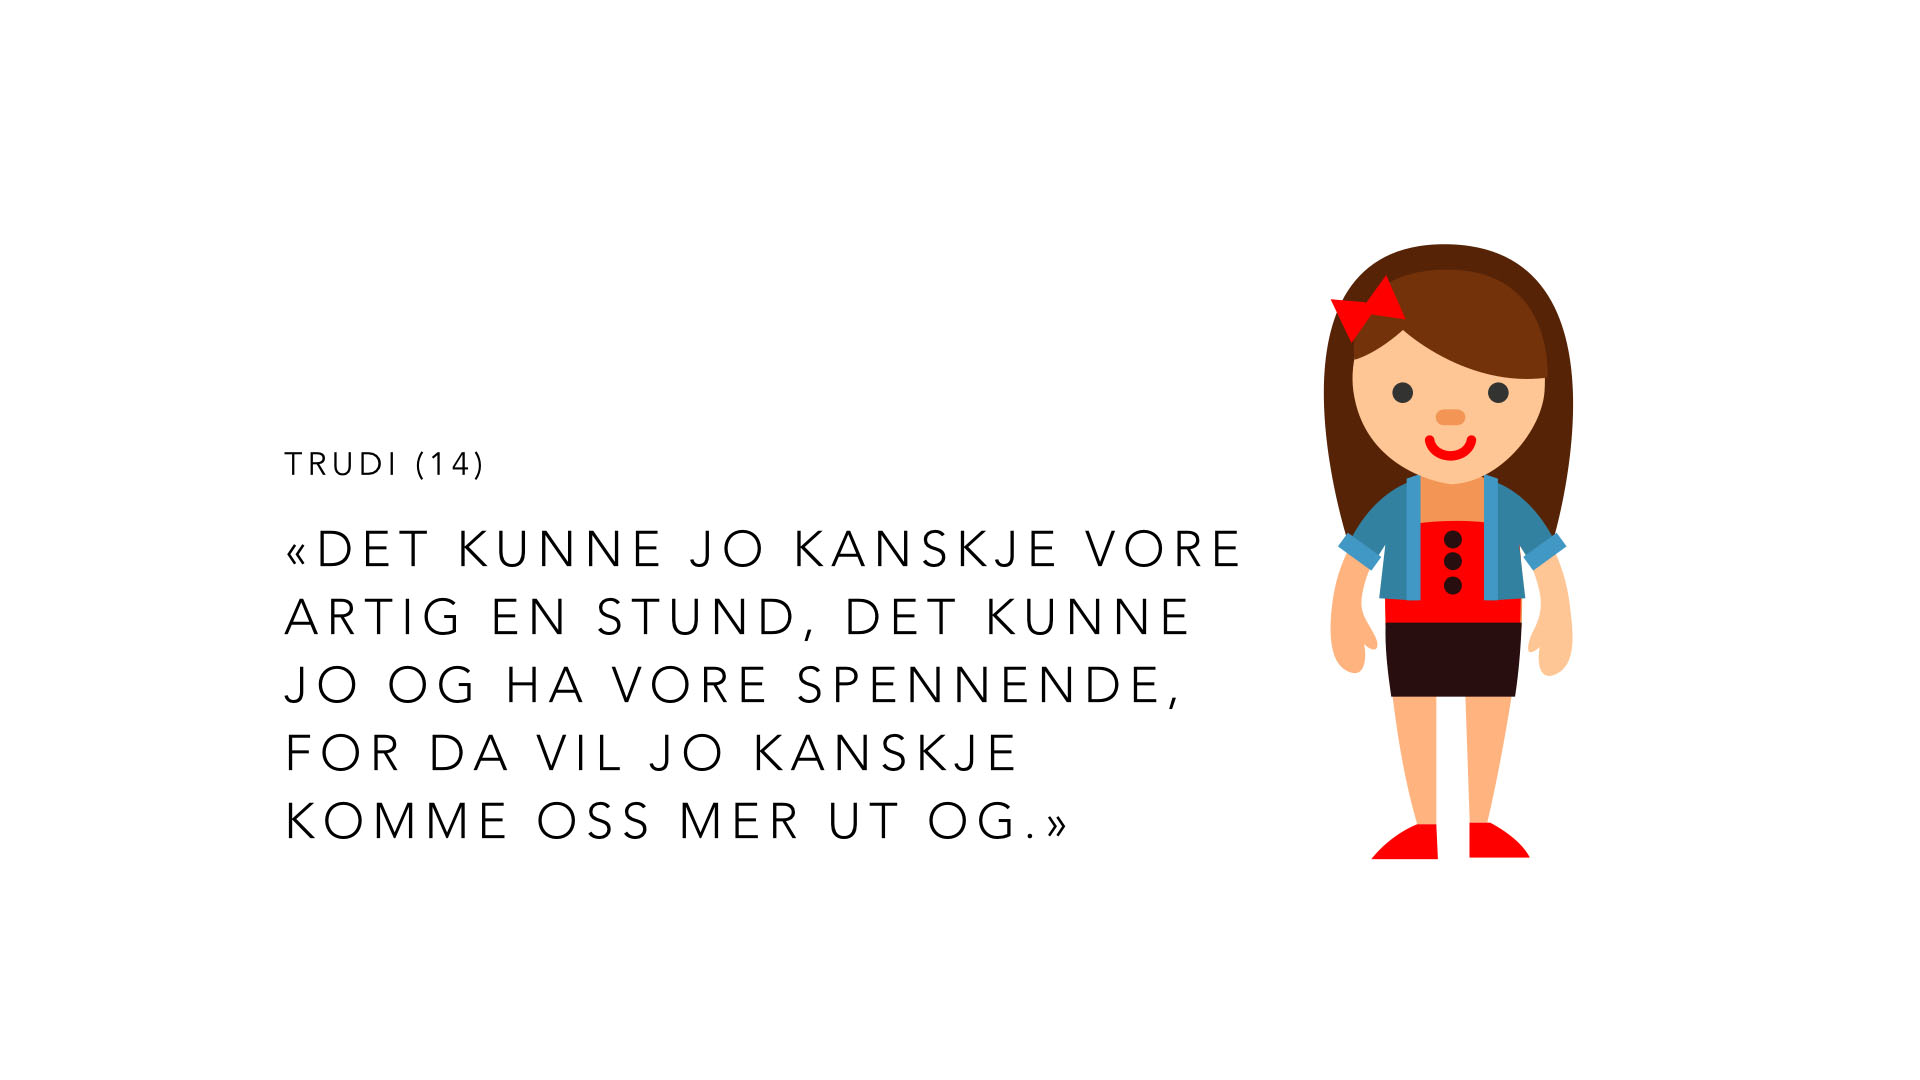 TRUDI (14)
«DET KUNNE JO KANSKJE VORE
ARTIG EN STUND, DET KUNNE
JO OG HA VORE SPENNENDE,
FOR DA VIL JO KANSKJE
KOMME OSS MER UT OG.»